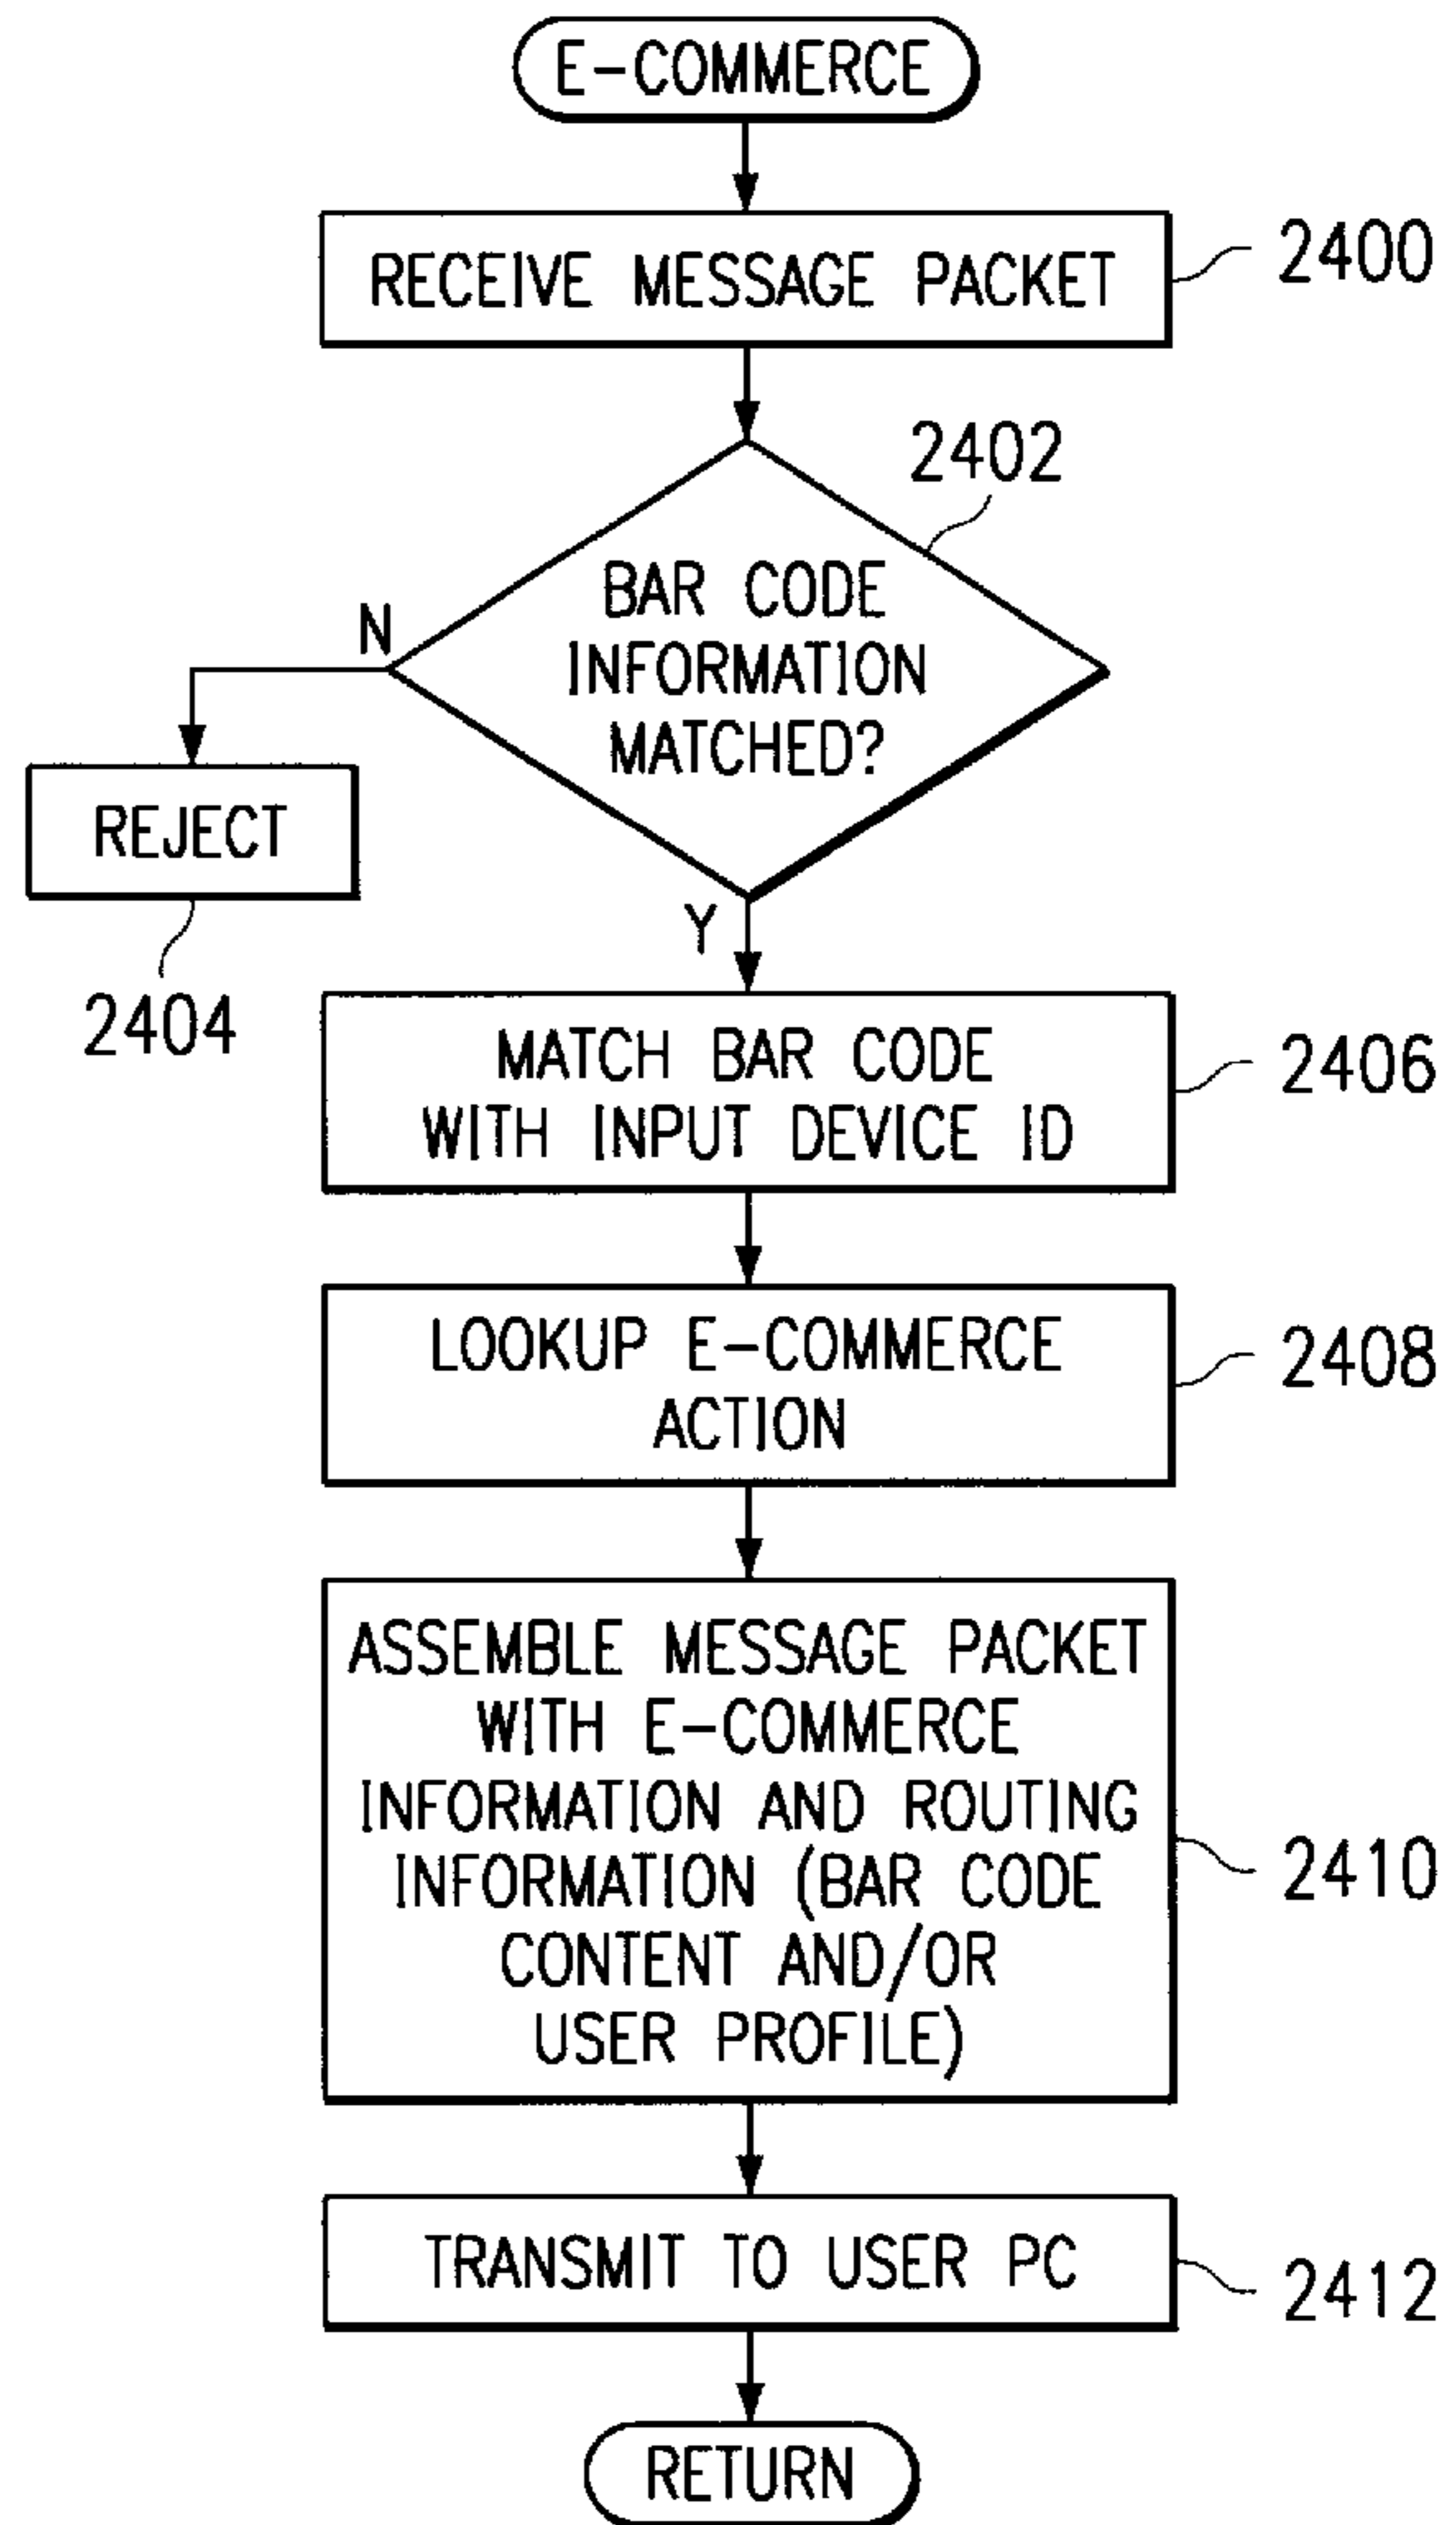 E-COMMERCE
RECEIVE MESSAGE PACKET
2400
2402
BAR CODE
INFORMATION
MATCHED?
N
REJECT
2404
Y
MATCH BAR CODE
WITH INPUT DEVICE ID
2406
LOOKUP E-COMMERCE
ACTION
2408
ASSEMBLE MESSAGE PACKET
WITH E-COMMERCE
INFORMATION AND ROUTING
INFORMATION (BAR CODE
CONTENT AND/OR
USER PROFILE)
2410
TRANSMIT TO USER PC
2412
RETURN